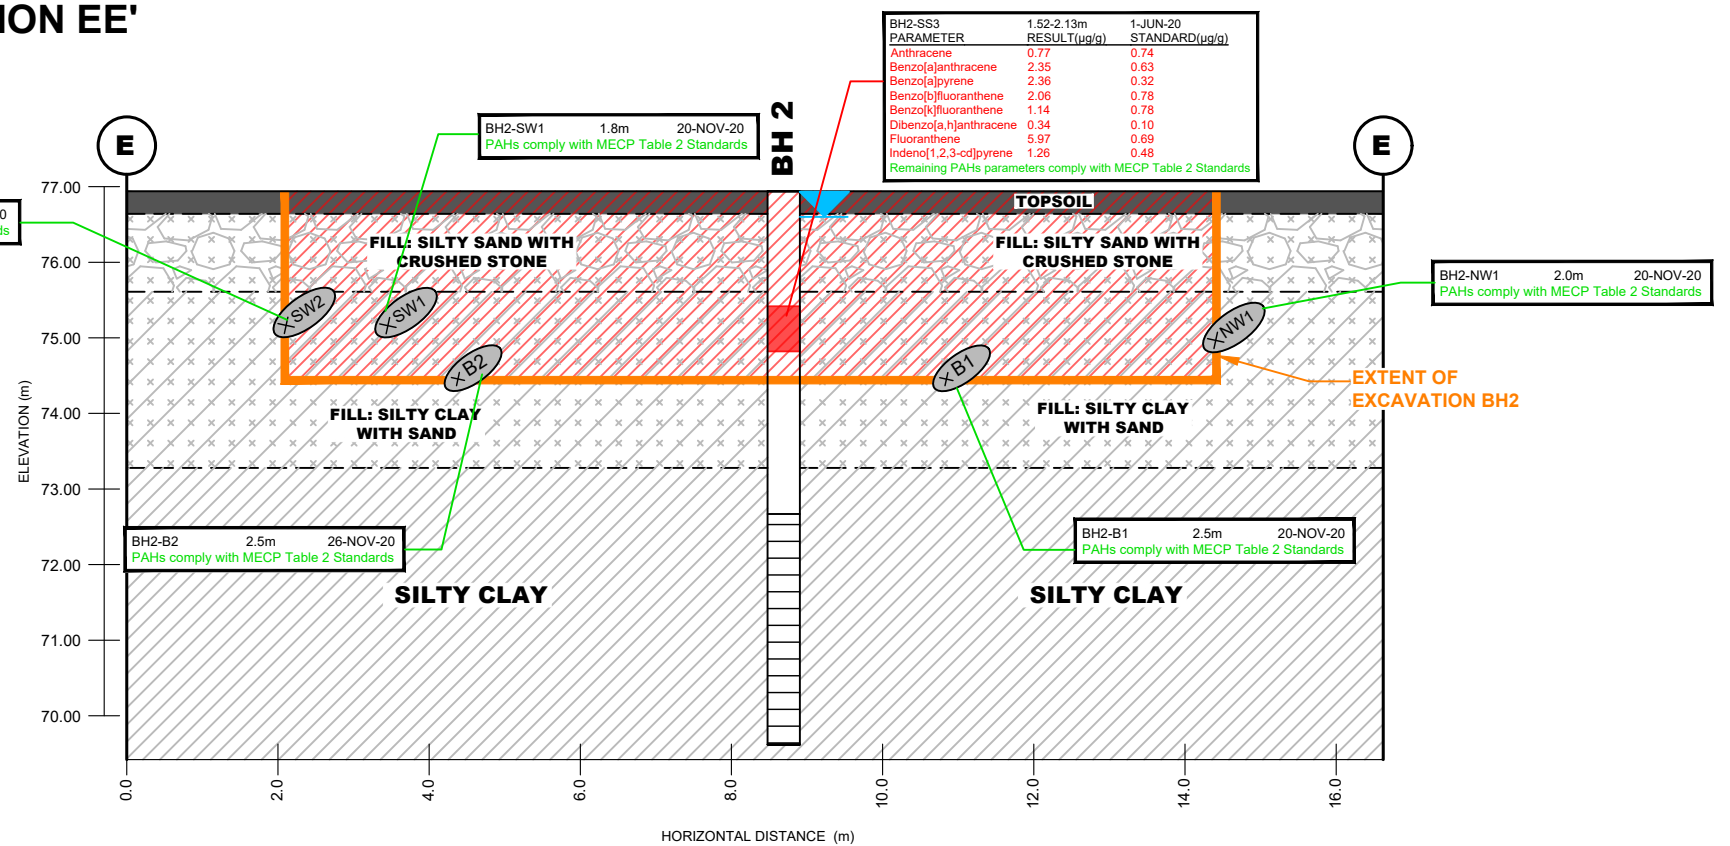 ION EE'
BH2-SS3 1.52-2.13m 1-JUN-20
PARAMETER RESULT(µg/g) STANDARD(µg/g)
Anthracene 0.77 0.74
Benzo[a]anthracene 2.35 0.63
Benzo[a]pyrene 2.36 0.32
Benzo[b]fluoranthene 2.06 0.78
Benzo[k]fluoranthene 1.14 0.78
Dibenzo[a,h]anthracene 0.34 0.10
Fluoranthene 5.97 0.69
Indeno[1,2,3-cd]pyrene 1.26 0.48
Remaining PAHs parameters comply with MECP Table 2 Standards
BH 2
BH2-SW1 1.8m 20-NOV-20
PAHs comply with MECP Table 2 Standards
E
E
0
ds
77.00
76.00
75.00
74.00
73.00
72.00
71.00
70.00
ELEVATION (m)
TOPSOIL
FILL: SILTY SAND WITH
CRUSHED STONE
FILL: SILTY SAND WITH
CRUSHED STONE
BH2-NW1 2.0m 20-NOV-20
PAHs comply with MECP Table 2 Standards
SW2
SW1
NW1
B2
B1
EXTENT OF
EXCAVATION BH2
FILL: SILTY CLAY
WITH SAND
FILL: SILTY CLAY
WITH SAND
BH2-B2 2.5m 26-NOV-20
PAHs comply with MECP Table 2 Standards
BH2-B1 2.5m 20-NOV-20
PAHs comply with MECP Table 2 Standards
SILTY CLAY
SILTY CLAY
0.0 2.0 4.0 6.0 8.0 10.0 12.0 14.0 16.0
HORIZONTAL DISTANCE (m)